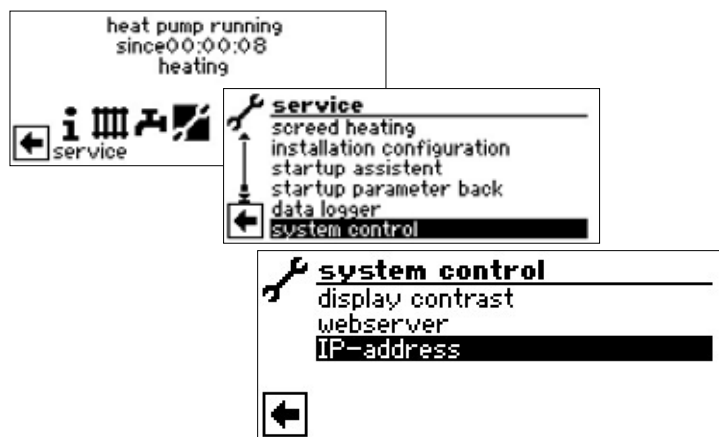 heat pump running
since00:00:08
heating
service
service
screed heating
installation configuration
startup assistent
startup parameter back
data logger
system control
system control
display contrast
webserver
IP-address